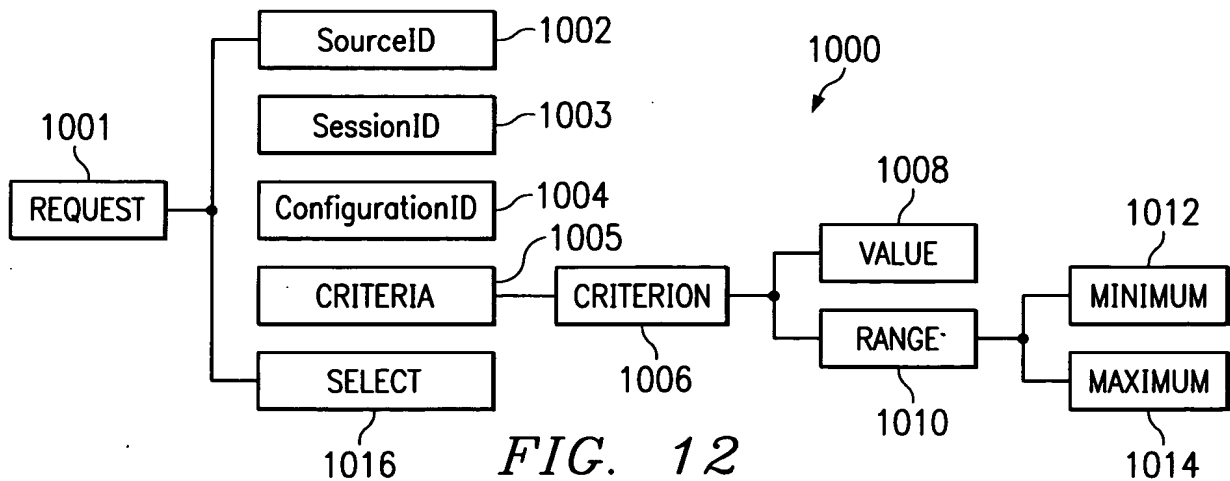 SourceID
1002
1000
1001
SessionID
1003
1008
REQUEST
ConfigurationID
1004
1005
VALUE
1012
CRITERIA
CRITERION
MINIMUM
RANGE
1006
SELECT
MAXIMUM
1010
1016
1014
FIG. 12